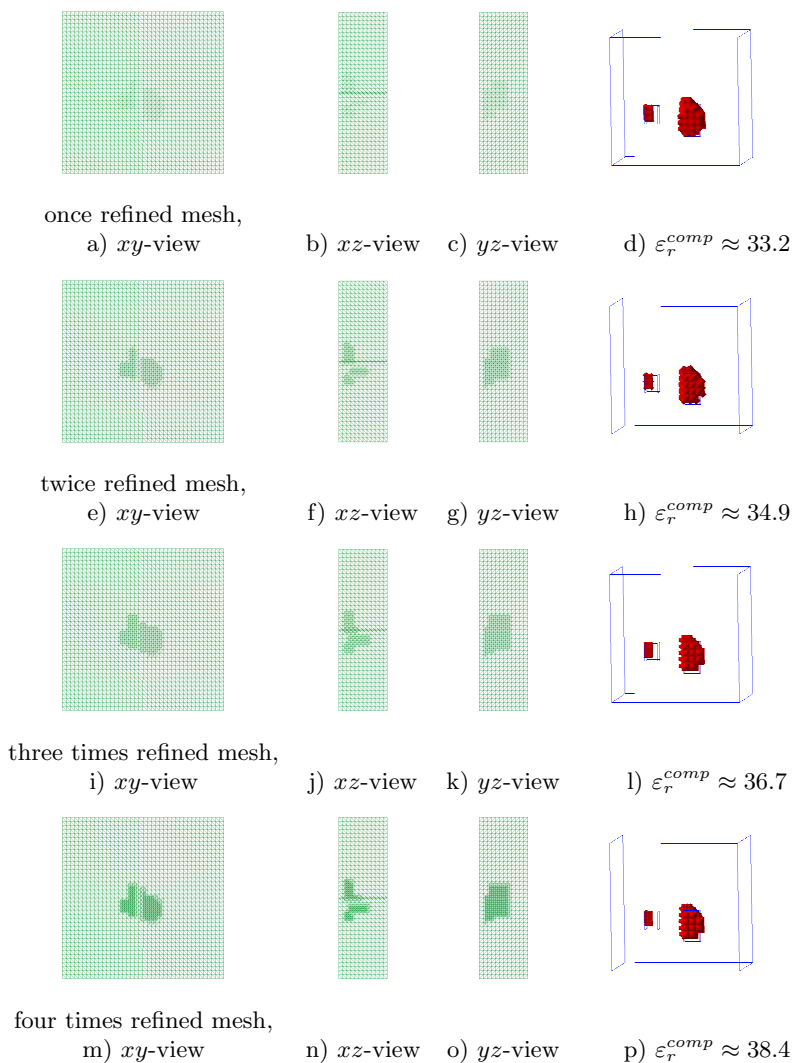 once refined mesh,
a) xy-view b) xz-view c) yz-view d) ε_r^{comp} ≈ 33.2
twice refined mesh,
e) xy-view f) xz-view g) yz-view h) ε_r^{comp} ≈ 34.9
three times refined mesh,
i) xy-view j) xz-view k) yz-view l) ε_r^{comp} ≈ 36.7
four times refined mesh,
m) xy-view n) xz-view o) yz-view p) ε_r^{comp} ≈ 38.4